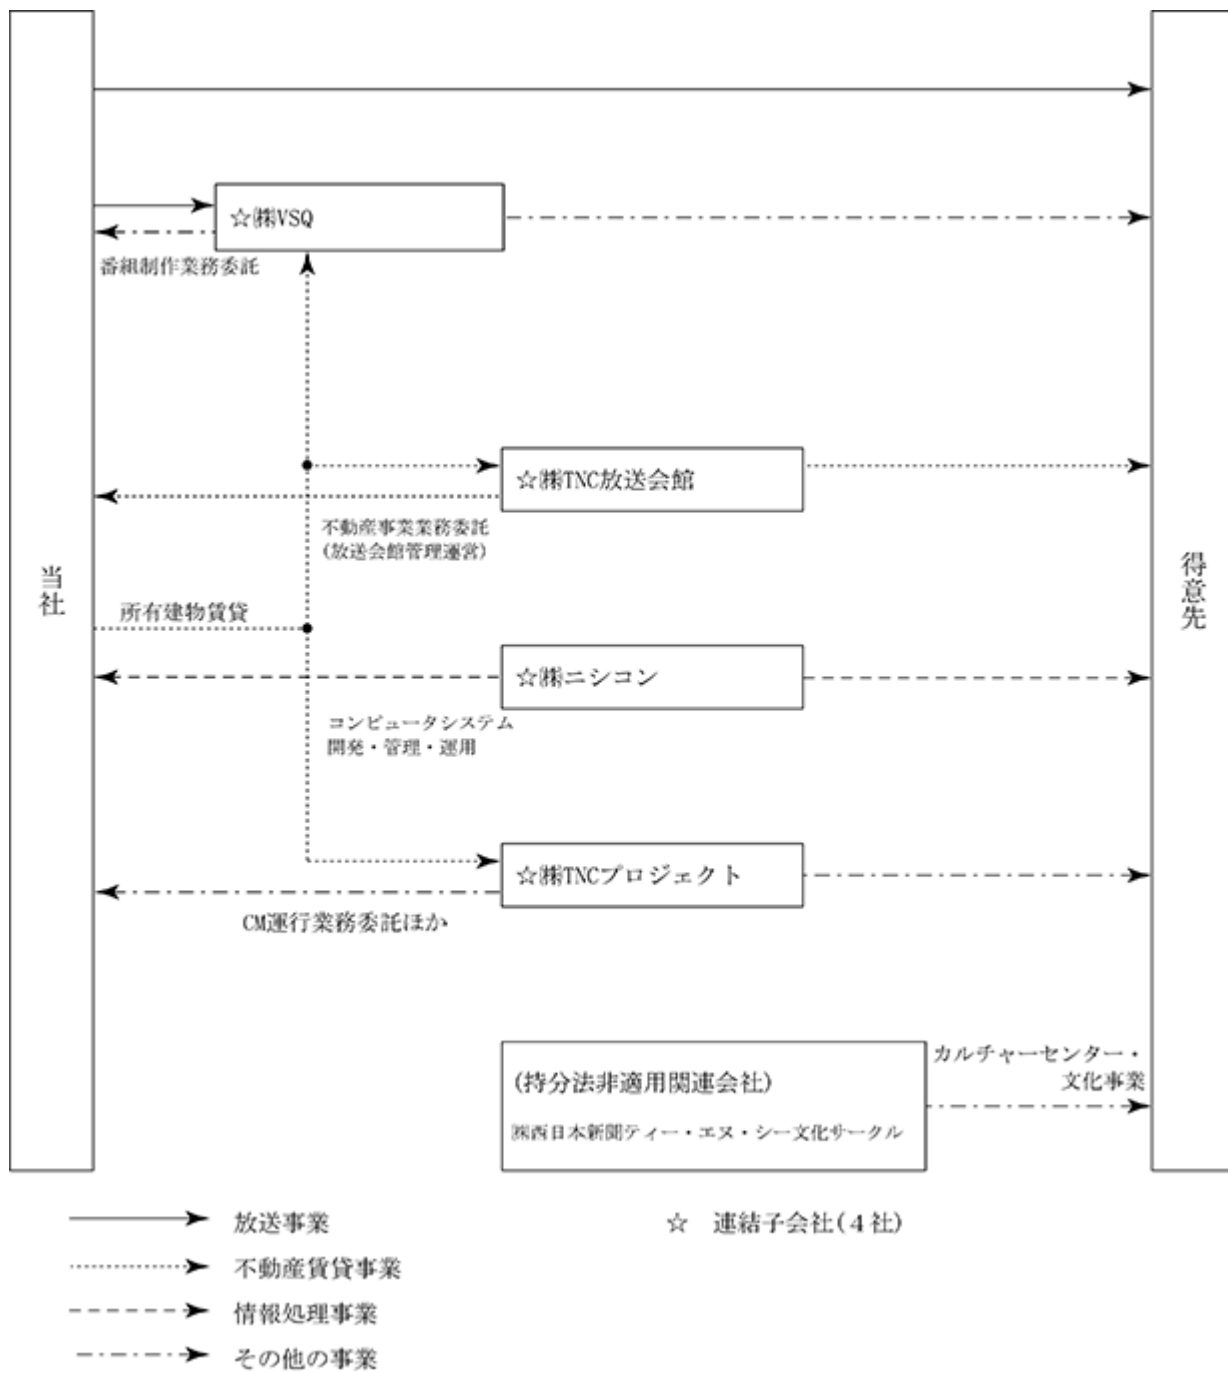 ☆㈱VSQ
番組制作業務委託
☆㈱TNC放送会館
不動産事業業務委託
(放送会館管理運営)
当社
得意先
所有建物賃貸
☆㈱ニシコン
コンピュータシステム
開発・管理・運用
☆㈱TNCプロジェクト
CM運行業務委託ほか
カルチャーセンター・
文化事業
(持分法非適用関連会社)
㈱西日本新聞ティー・エヌ・シー文化サークル
放送事業
☆ 連結子会社(4社)
不動産賃貸事業
情報処理事業
その他の事業